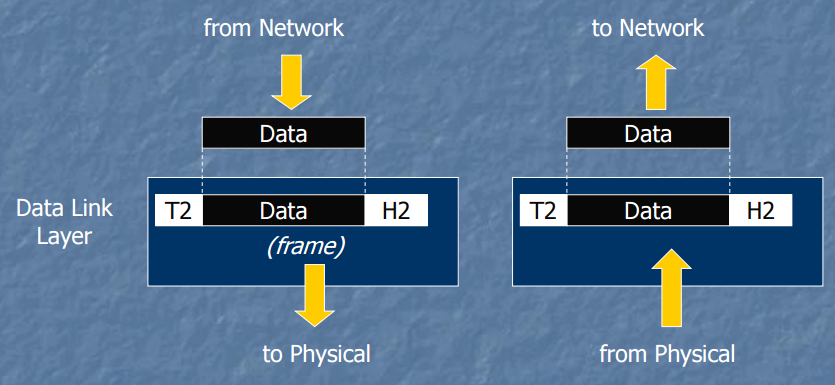 from Network
to Network
Data
Data
Data Link
Layer
T2 Data H2
T2 Data H2
(frame)
to Physical
from Physical